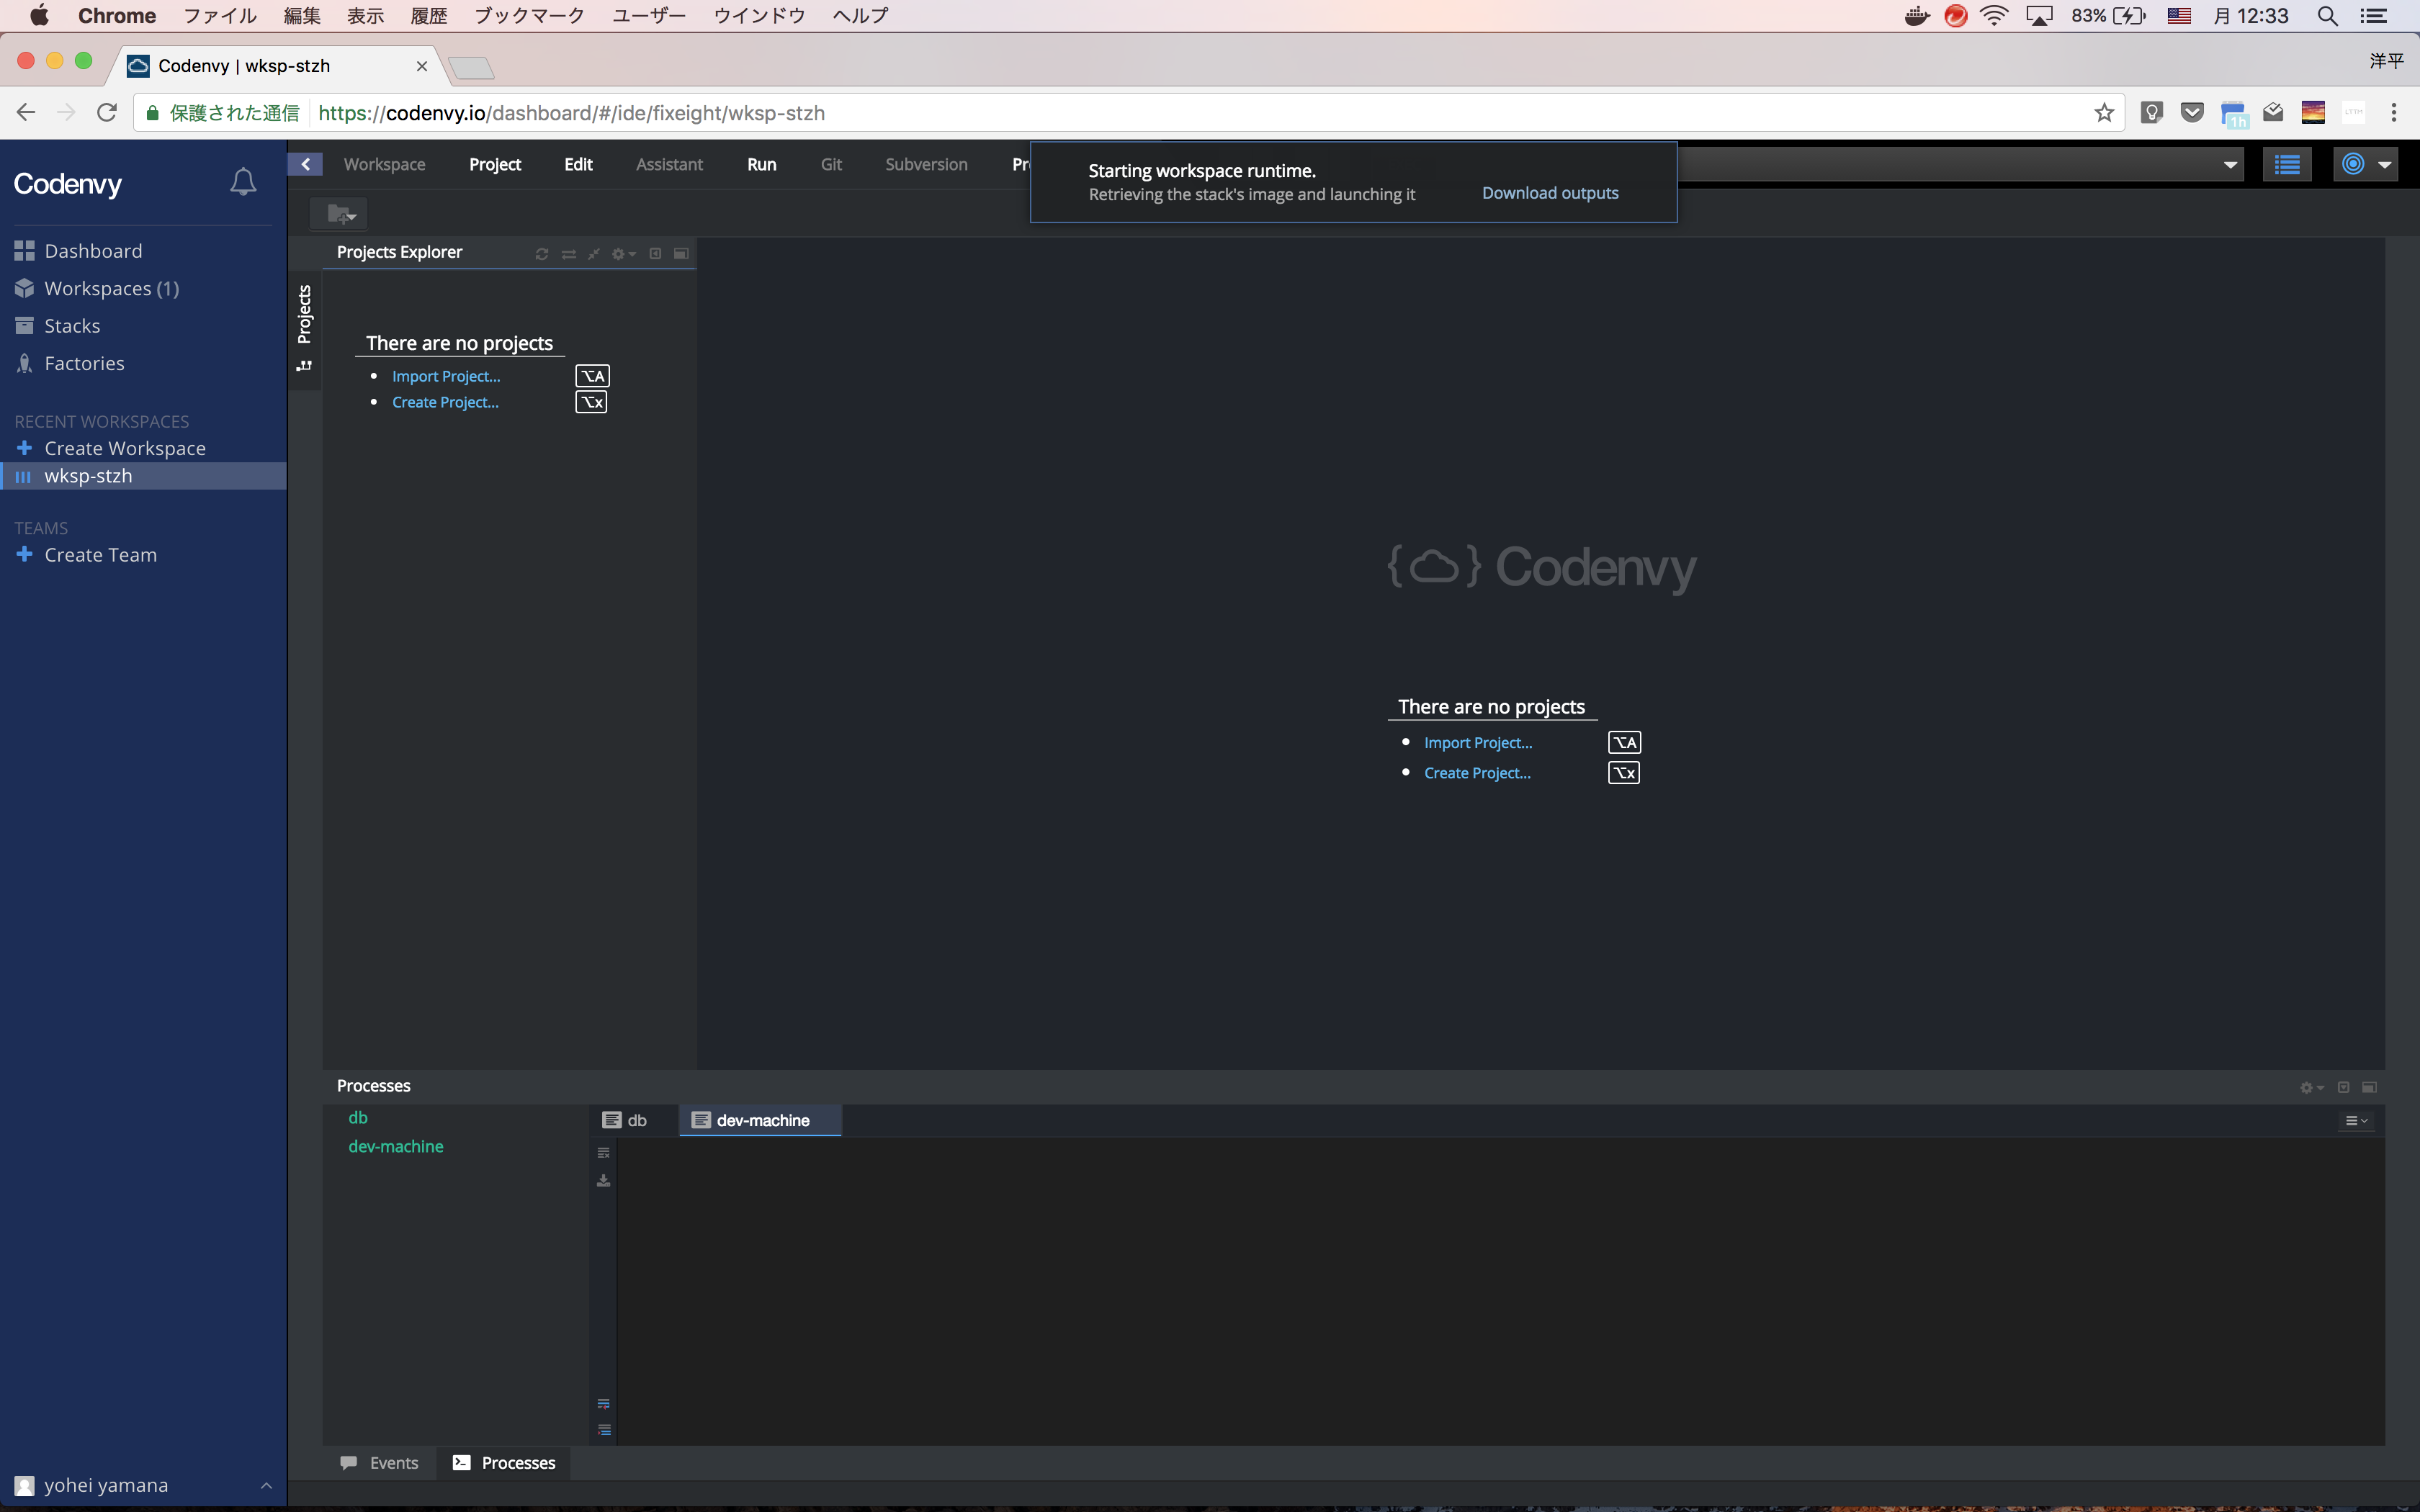 Chrome ファイル 編集 表示 履歴 ブックマーク ユーザー ウインドウ ヘルプ 83% 月 12:33
Codenvy | wksp-stzh 洋平
保護された通信 https://codenvy.io/dashboard/#/ide/fixeight/wksp-stzh 1h LTTH
Codenvy
Dashboard
Workspaces (1)
Stacks
Factories
RECENT WORKSPACES
Create Workspace
wksp-stzh
TEAMS
Create Team
yohei yamana
Workspace Project Edit Assistant Run Git Subversion Pr
Starting workspace runtime.
Retrieving the stack's image and launching it Download outputs
Projects Explorer
Projects
There are no projects
Import Project... ⌥A
Create Project... ⌥x
{ } Codenvy
There are no projects
Import Project... ⌥A
Create Project... ⌥x
Processes
db
dev-machine
db dev-machine
Events Processes